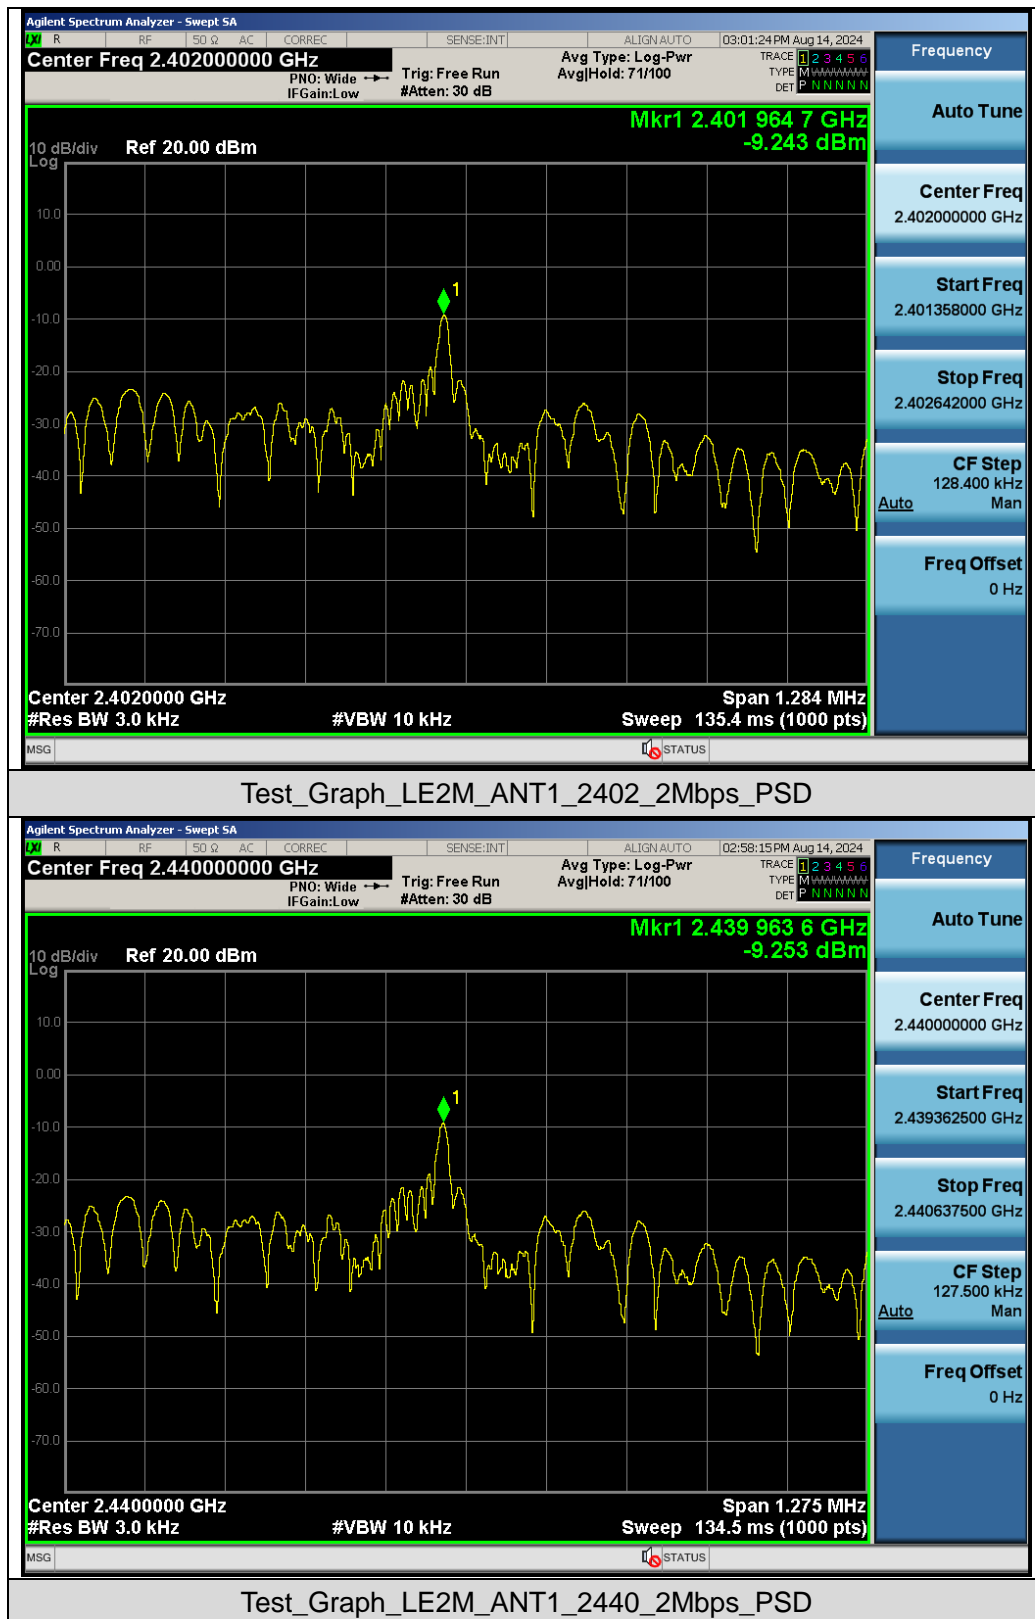 Agilent Spectrum Analyzer - Swept SA
LXI R RF 50 Ω AC CORREC SENSE:INT ALIGN AUTO 03:01:24 PM Aug 14, 2024
Center Freq 2.402000000 GHz
PNO: Wide
IFGain:Low
Trig: Free Run
#Atten: 30 dB
Avg Type: Log-Pwr
Avg|Hold: 71/100
TRACE 1 2 3 4 5 6
TYPE M WWWWW
DET P N N N N N
Mkr1 2.401 964 7 GHz
-9.243 dBm
10 dB/div Ref 20.00 dBm
Log
10.0
0.00
1
-10.0
-20.0
-30.0
-40.0
-50.0
-60.0
-70.0
Center 2.4020000 GHz Span 1.284 MHz
#Res BW 3.0 kHz #VBW 10 kHz Sweep 135.4 ms (1000 pts)
MSG STATUS
Frequency
Auto Tune
Center Freq
2.402000000 GHz
Start Freq
2.401358000 GHz
Stop Freq
2.402642000 GHz
CF Step
128.400 kHz
Auto Man
Freq Offset
0 Hz
Test_Graph_LE2M_ANT1_2402_2Mbps_PSD
Agilent Spectrum Analyzer - Swept SA
LXI R RF 50 Ω AC CORREC SENSE:INT ALIGN AUTO 02:58:15 PM Aug 14, 2024
Center Freq 2.440000000 GHz
PNO: Wide
IFGain:Low
Trig: Free Run
#Atten: 30 dB
Avg Type: Log-Pwr
Avg|Hold: 71/100
TRACE 1 2 3 4 5 6
TYPE M WWWWW
DET P N N N N N
Mkr1 2.439 963 6 GHz
-9.253 dBm
10 dB/div Ref 20.00 dBm
Log
10.0
0.00
1
-10.0
-20.0
-30.0
-40.0
-50.0
-60.0
-70.0
Center 2.4400000 GHz Span 1.275 MHz
#Res BW 3.0 kHz #VBW 10 kHz Sweep 134.5 ms (1000 pts)
MSG STATUS
Frequency
Auto Tune
Center Freq
2.440000000 GHz
Start Freq
2.439362500 GHz
Stop Freq
2.440637500 GHz
CF Step
127.500 kHz
Auto Man
Freq Offset
0 Hz
Test_Graph_LE2M_ANT1_2440_2Mbps_PSD